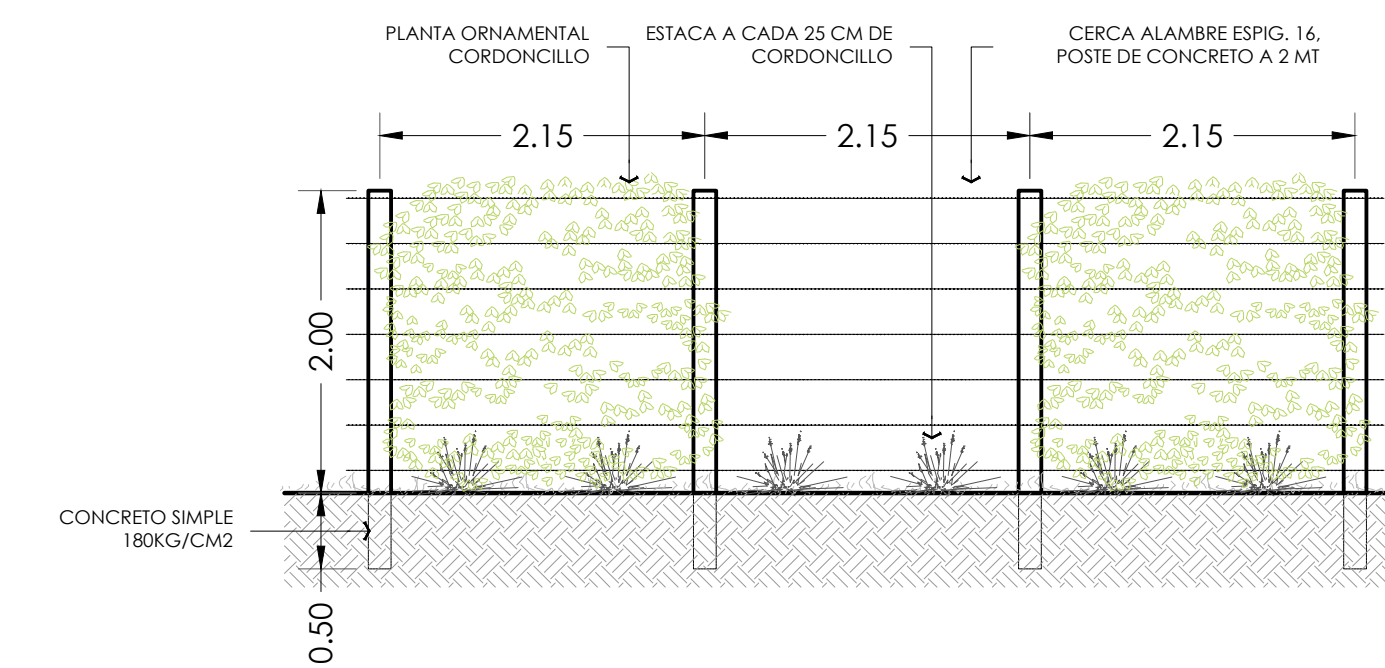 PLANTA ORNAMENTAL
CORDONCILLO
ESTACA A CADA 25 CM DE
CORDONCILLO
CERCA ALAMBRE ESPIG. 16,
POSTE DE CONCRETO A 2 MT
2.15
2.15
2.15
2.00
CONCRETO SIMPLE
180KG/CM2
0.50